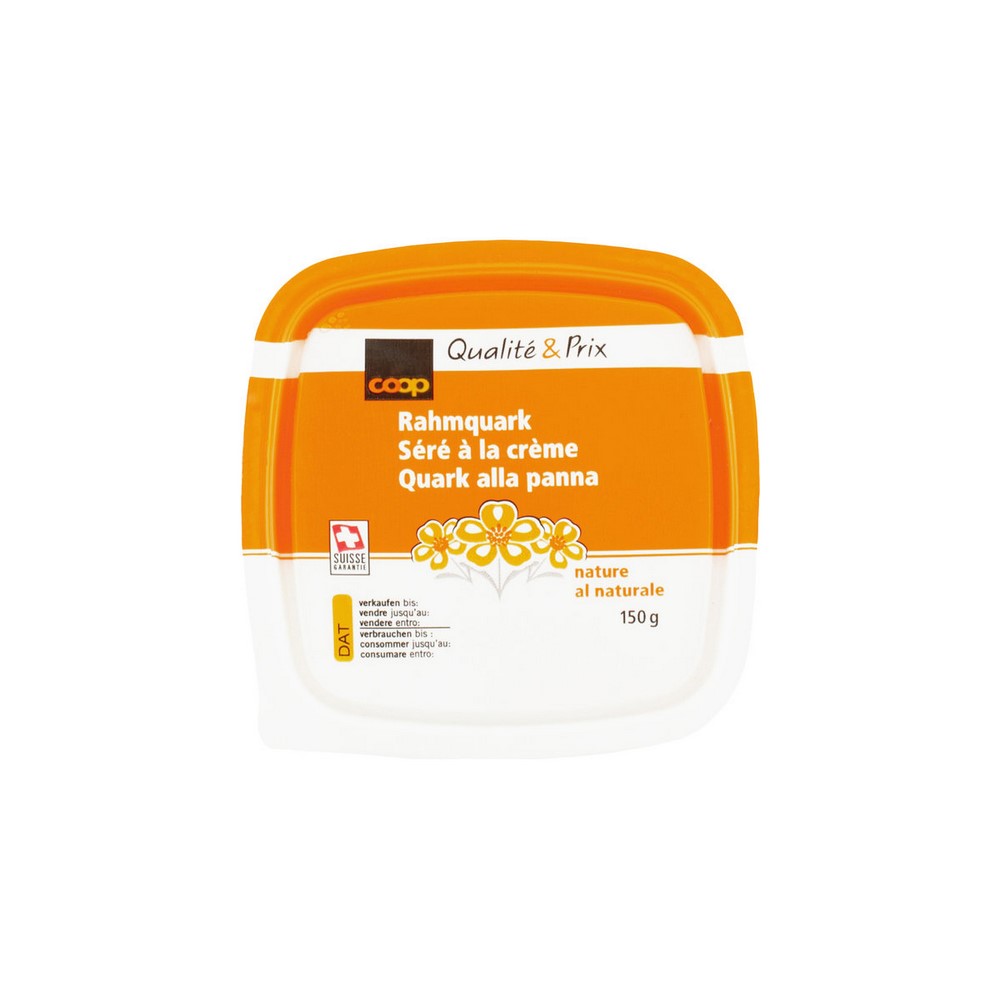 Qualité & Prix
coop
Rahmquark
Séré à la crème
Quark alla panna
SUISSE
GARANTIE
nature
al naturale
150 g
DAT
verkaufen bis:
vendre jusqu'au:
vendere entro:
verbrauchen bis :
consommer jusqu'au:
consumare entro: